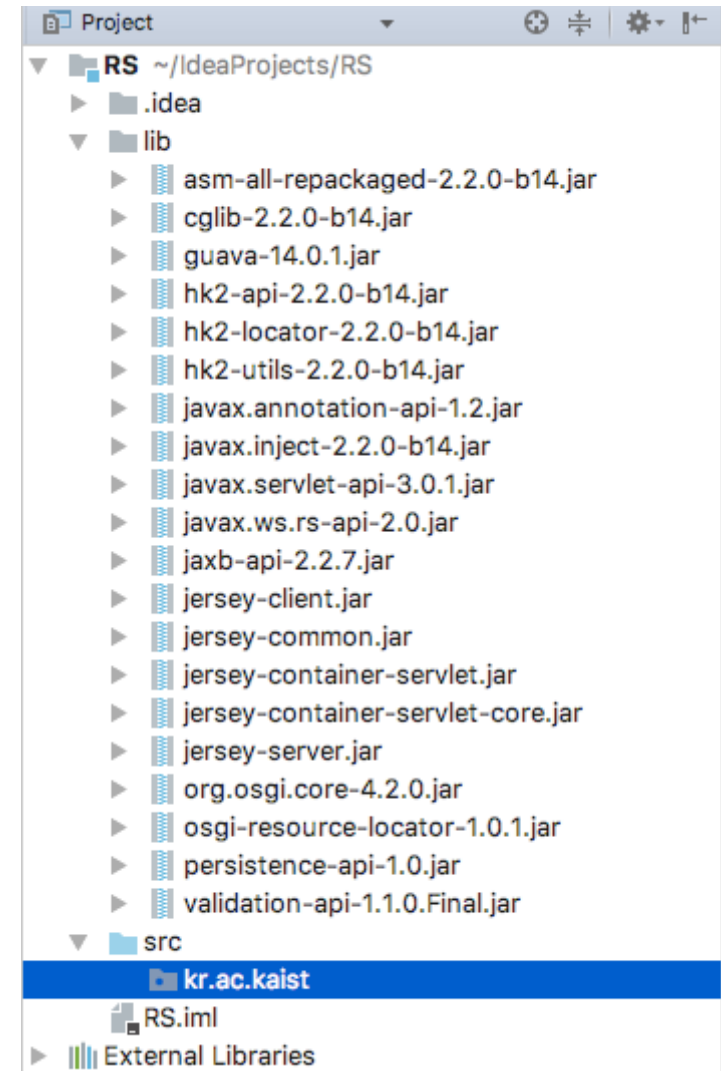 Project
RS ~/IdeaProjects/RS
.idea
lib
asm-all-repackaged-2.2.0-b14.jar
cglib-2.2.0-b14.jar
guava-14.0.1.jar
hk2-api-2.2.0-b14.jar
hk2-locator-2.2.0-b14.jar
hk2-utils-2.2.0-b14.jar
javax.annotation-api-1.2.jar
javax.inject-2.2.0-b14.jar
javax.servlet-api-3.0.1.jar
javax.ws.rs-api-2.0.jar
jaxb-api-2.2.7.jar
jersey-client.jar
jersey-common.jar
jersey-container-servlet.jar
jersey-container-servlet-core.jar
jersey-server.jar
org.osgi.core-4.2.0.jar
osgi-resource-locator-1.0.1.jar
persistence-api-1.0.jar
validation-api-1.1.0.Final.jar
src
kr.ac.kaist
RS.iml
External Libraries